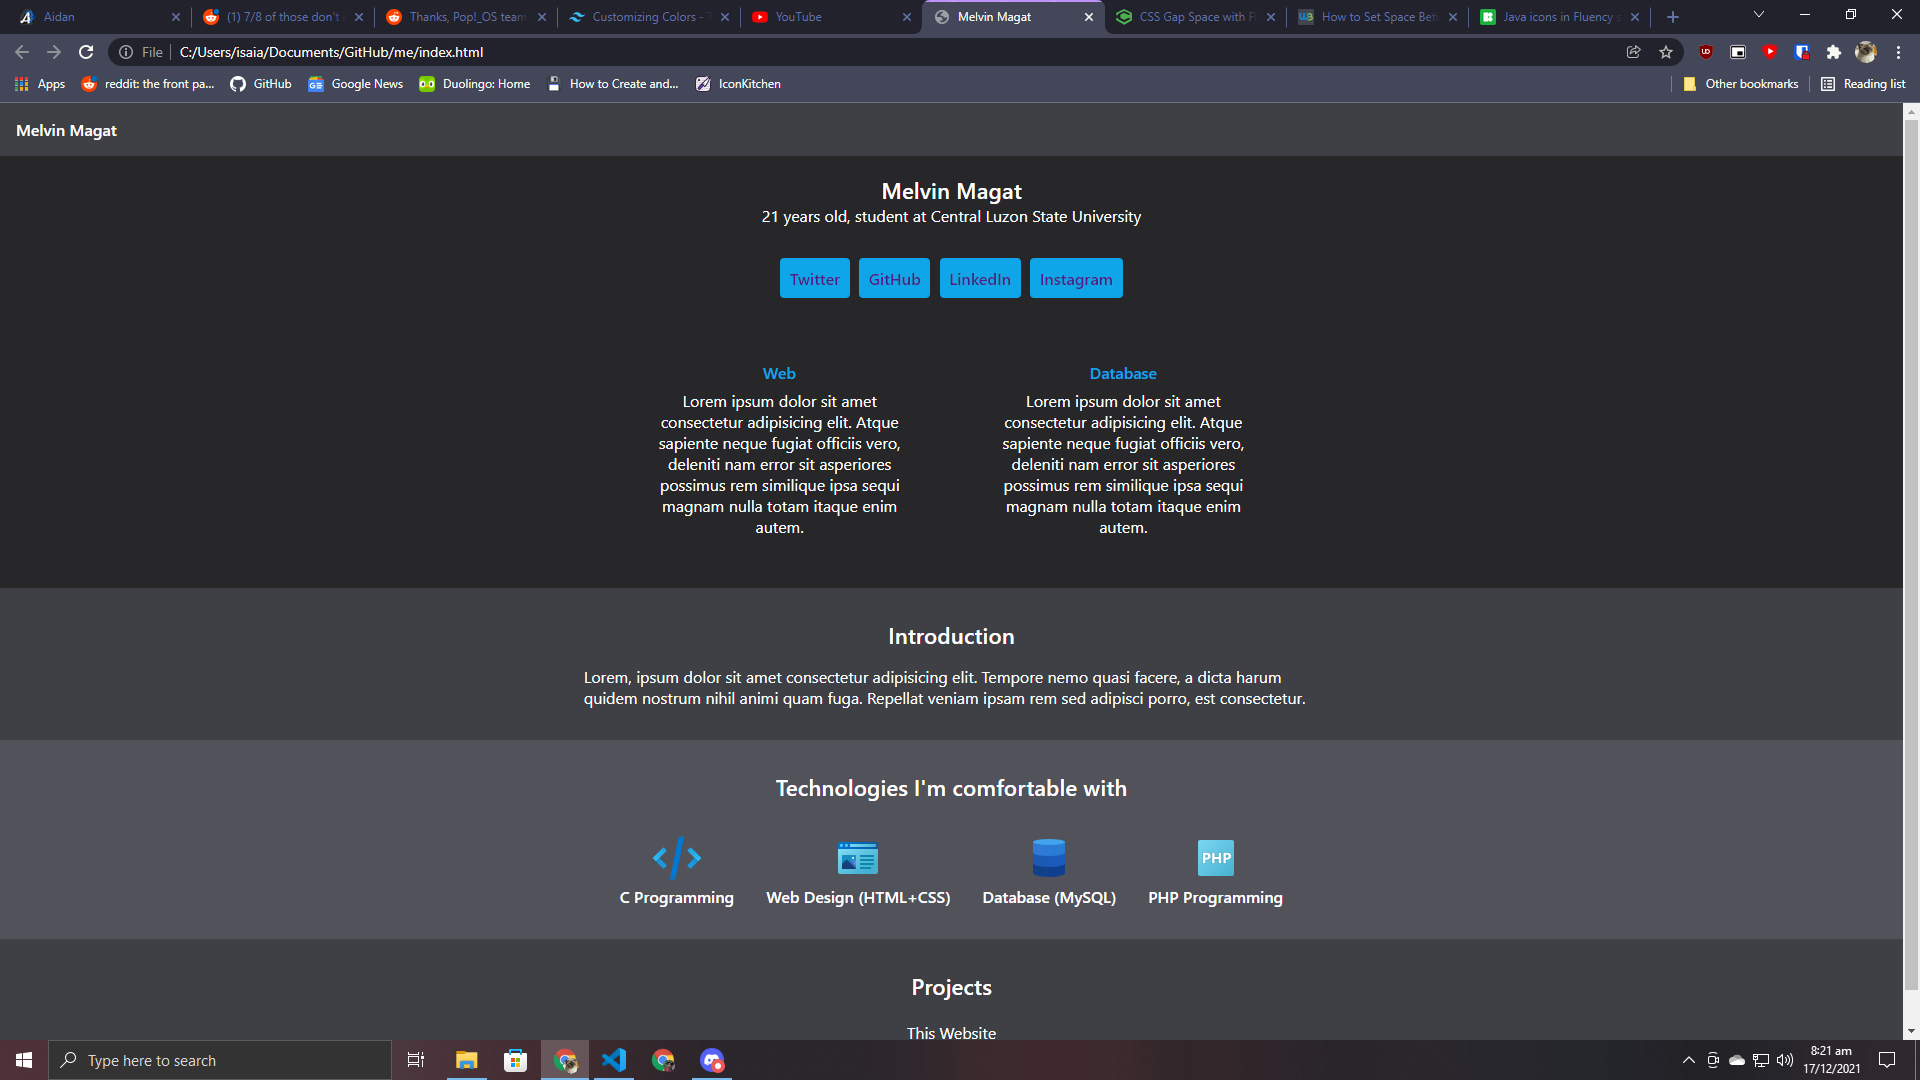 Aidan
(1) 7/8 of those don't
Thanks, Pop!_OS team
Customizing Colors - T
YouTube
Melvin Magat
CSS Gap Space with Fl
How to Set Space Betw
Java icons in Fluency s
File
C:/Users/isaia/Documents/GitHub/me/index.html
Apps
reddit: the front pa...
GitHub
Google News
Duolingo: Home
How to Create and...
IconKitchen
Other bookmarks
Reading list
Melvin Magat
Melvin Magat
21 years old, student at Central Luzon State University
Twitter
GitHub
LinkedIn
Instagram
Web
Lorem ipsum dolor sit amet
consectetur adipisicing elit. Atque
sapiente neque fugiat officiis vero,
deleniti nam error sit asperiores
possimus rem similique ipsa sequi
magnam nulla totam itaque enim
autem.
Database
Lorem ipsum dolor sit amet
consectetur adipisicing elit. Atque
sapiente neque fugiat officiis vero,
deleniti nam error sit asperiores
possimus rem similique ipsa sequi
magnam nulla totam itaque enim
autem.
Introduction
Lorem, ipsum dolor sit amet consectetur adipisicing elit. Tempore nemo quasi facere, a dicta harum
quidem nostrum nihil animi quam fuga. Repellat veniam ipsam rem sed adipisci porro, est consectetur.
Technologies I'm comfortable with
C Programming
Web Design (HTML+CSS)
Database (MySQL)
PHP
PHP Programming
Projects
This Website
Type here to search
8:21 am
17/12/2021